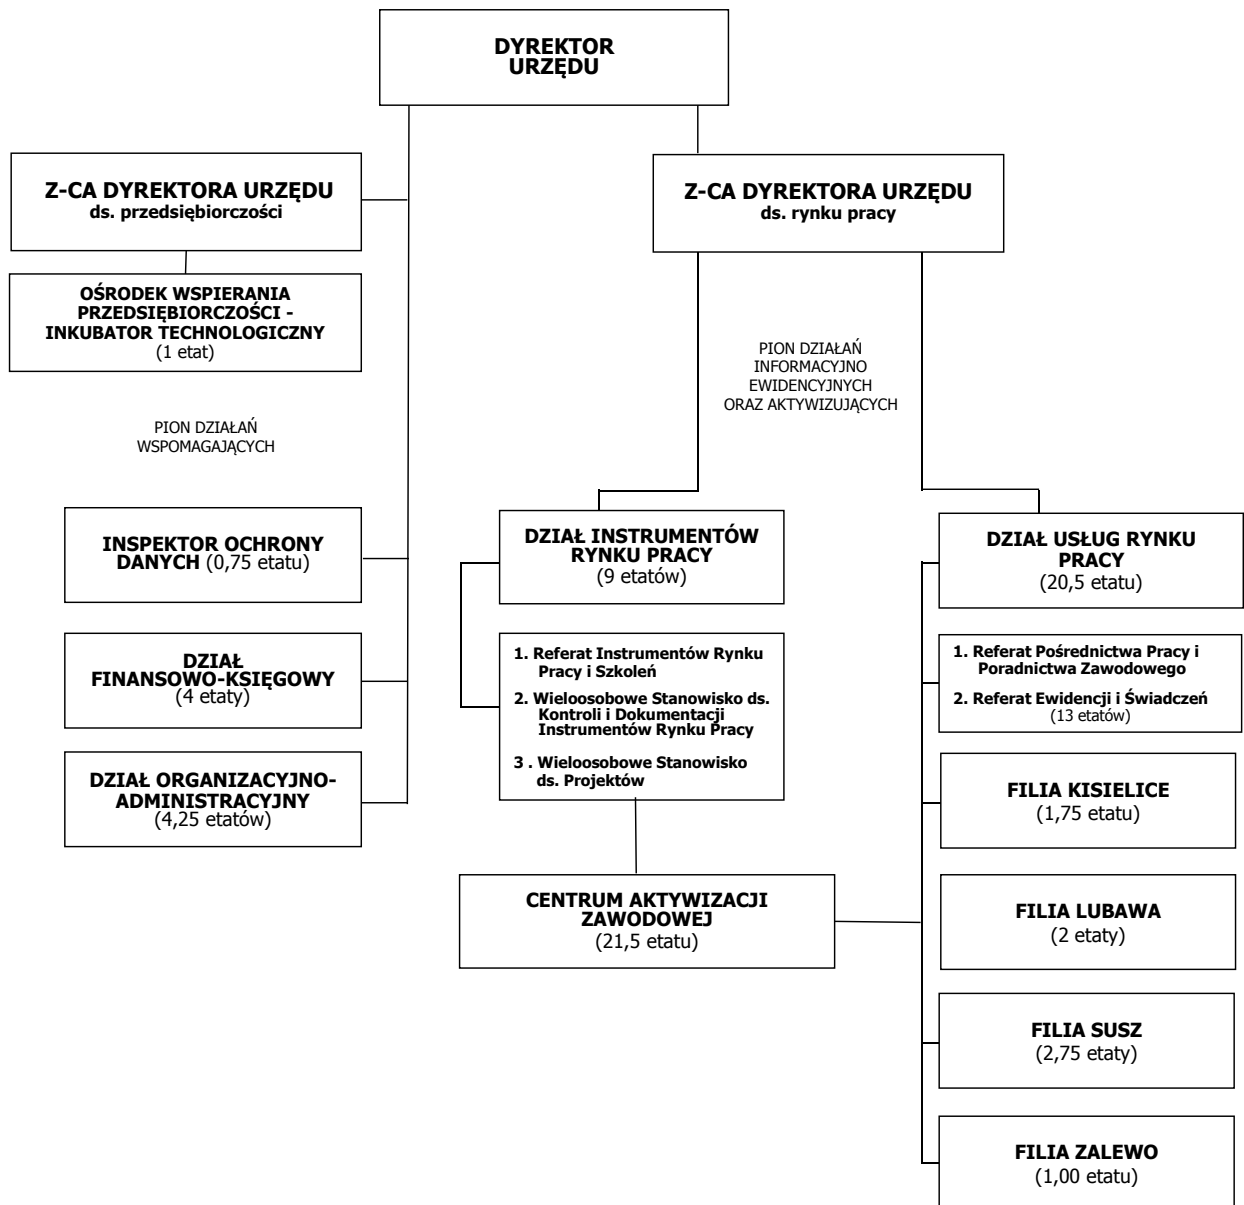 DYREKTOR
URZĘDU
Z-CA DYREKTORA URZĘDU
ds. przedsiębiorczości
Z-CA DYREKTORA URZĘDU
ds. rynku pracy
OŚRODEK WSPIERANIA
PRZEDSIĘBIORCZOŚCI -
INKUBATOR TECHNOLOGICZNY
(1 etat)
PION DZIAŁAŃ
INFORMACYJNO
EWIDENCYJNYCH
ORAZ AKTYWIZUJĄCYCH
PION DZIAŁAŃ
WSPOMAGAJĄCYCH
INSPEKTOR OCHRONY
DANYCH (0,75 etatu)
DZIAŁ
FINANSOWO-KSIĘGOWY
(4 etaty)
DZIAŁ ORGANIZACYJNO-
ADMINISTRACYJNY
(4,25 etatów)
DZIAŁ INSTRUMENTÓW
RYNKU PRACY
(9 etatów)
1. Referat Instrumentów Rynku
Pracy i Szkoleń
2. Wieloosobowe Stanowisko ds.
Kontroli i Dokumentacji
Instrumentów Rynku Pracy
3 . Wieloosobowe Stanowisko
ds. Projektów
CENTRUM AKTYWIZACJI
ZAWODOWEJ
(21,5 etatu)
DZIAŁ USŁUG RYNKU
PRACY
(20,5 etatu)
1. Referat Pośrednictwa Pracy i
Poradnictwa Zawodowego
2. Referat Ewidencji i Świadczeń
(13 etatów)
FILIA KISIELICE
(1,75 etatu)
FILIA LUBAWA
(2 etaty)
FILIA SUSZ
(2,75 etaty)
FILIA ZALEWO
(1,00 etatu)